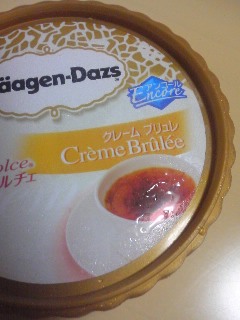 äagen-Dazs
アンコール
Encore
クレーム ブリュレ
Crème Brûlée
olce
ルチェ